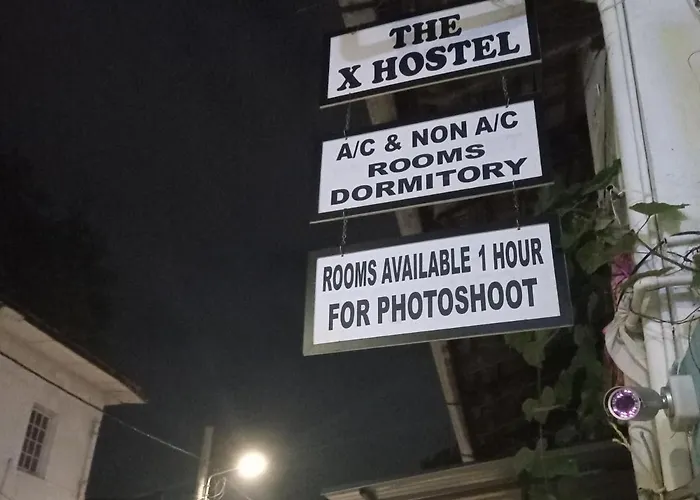 THE
X HOSTEL
A/C & NON A/C
ROOMS
DORMITORY
ROOMS AVAILABLE 1 HOUR
FOR PHOTOSHOOT